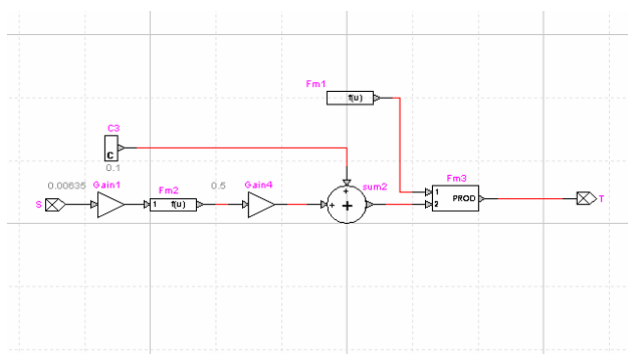 Fm1
f(u)
C3
C
0.1
0.00635
Gain1
Fm2
0.5
Gain4
sum2
Fm3
S
1
f(u)
+
+
+
1
2
PROD
T